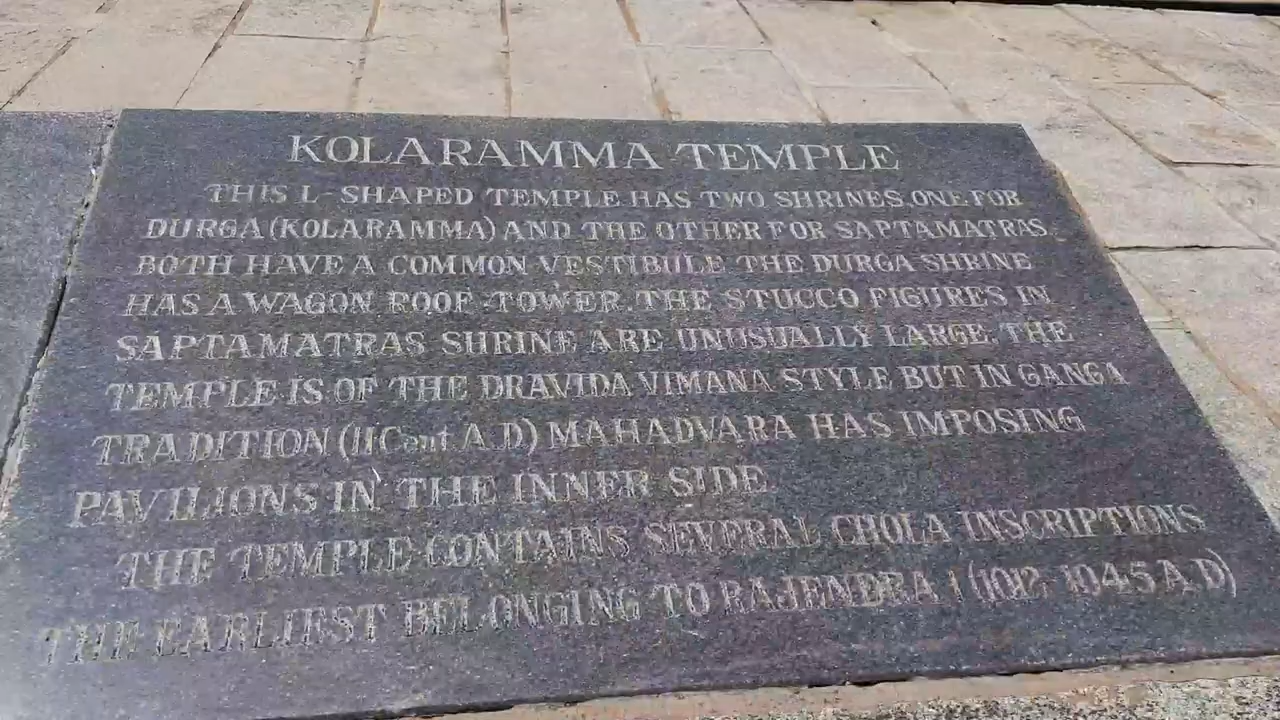 KOLARAMMA TEMPLE
THIS L-SHAPED TEMPLE HAS TWO SHRINES. ONE FOR
DURGA (KOLARAMMA) AND THE OTHER FOR SAPTAMATRAS.
BOTH HAVE A COMMON VESTIBULE THE DURGA SHRINE
HAS A WAGON ROOF TOWER. THE STUCCO FIGURES IN
SAPTAMATRAS SHRINE ARE UNUSUALLY LARGE. THE
TEMPLE IS OF THE DRAVIDA VIMANA STYLE BUT IN GANGA
TRADITION (11Cent A.D) MAHADVARA HAS IMPOSING
PAVILIONS IN THE INNER SIDE
THE TEMPLE CONTAINS SEVERAL CHOLA INSCRIPTIONS
THE EARLIEST BELONGING TO RAJENDRA I (1012-1045 A.D)